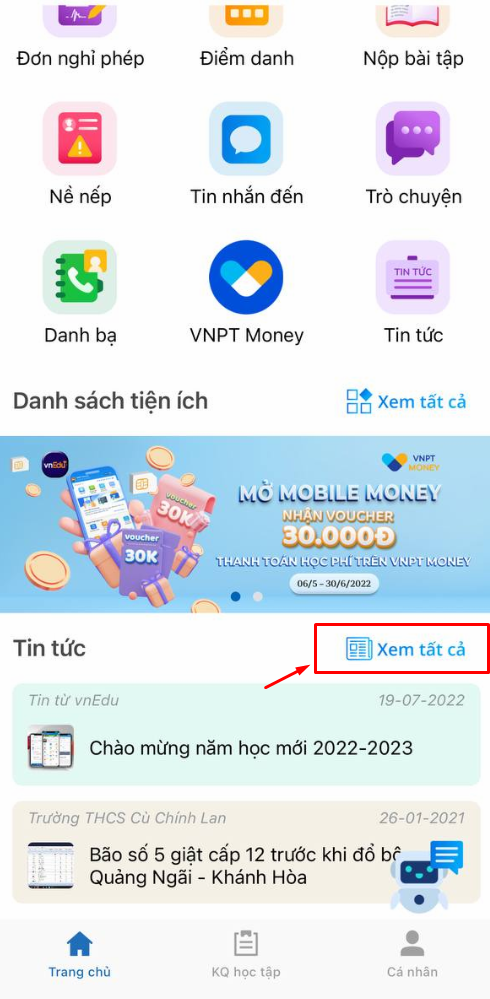 Đơn nghỉ phép
Điểm danh
Nộp bài tập
Nề nếp
Tin nhắn đến
Trò chuyện
TIN TỨC
Danh bạ
VNPT Money
Tin tức
Danh sách tiện ích
Xem tất cả
vnEdu
VNPT
MONEY
MỞ MOBILE MONEY
NHẬN VOUCHER
30.000Đ
THANH TOÁN HỌC PHÍ TRÊN VNPT MONEY
06/5 – 30/6/2022
voucher
30K
voucher
30K
Tin tức
Xem tất cả
Tin từ vnEdu
19-07-2022
Chào mừng năm học mới 2022-2023
Trường THCS Cù Chính Lan
26-01-2021
Bão số 5 giật cấp 12 trước khi đổ bộ
Quảng Ngãi - Khánh Hòa
Trang chủ
KQ học tập
Cá nhân